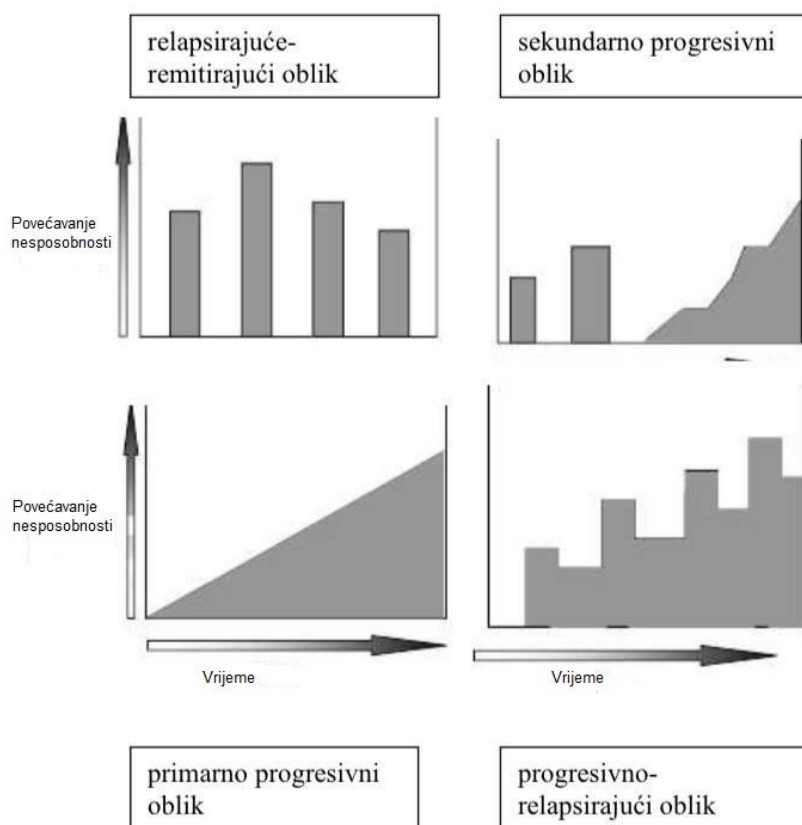 relapsirajuće-
remitirajući oblik
sekundarno progresivni
oblik
Povećavanje
nesposobnosti
Povećavanje
nesposobnosti
Vrijeme
Vrijeme
primarno progresivni
oblik
progresivno-
relapsirajući oblik